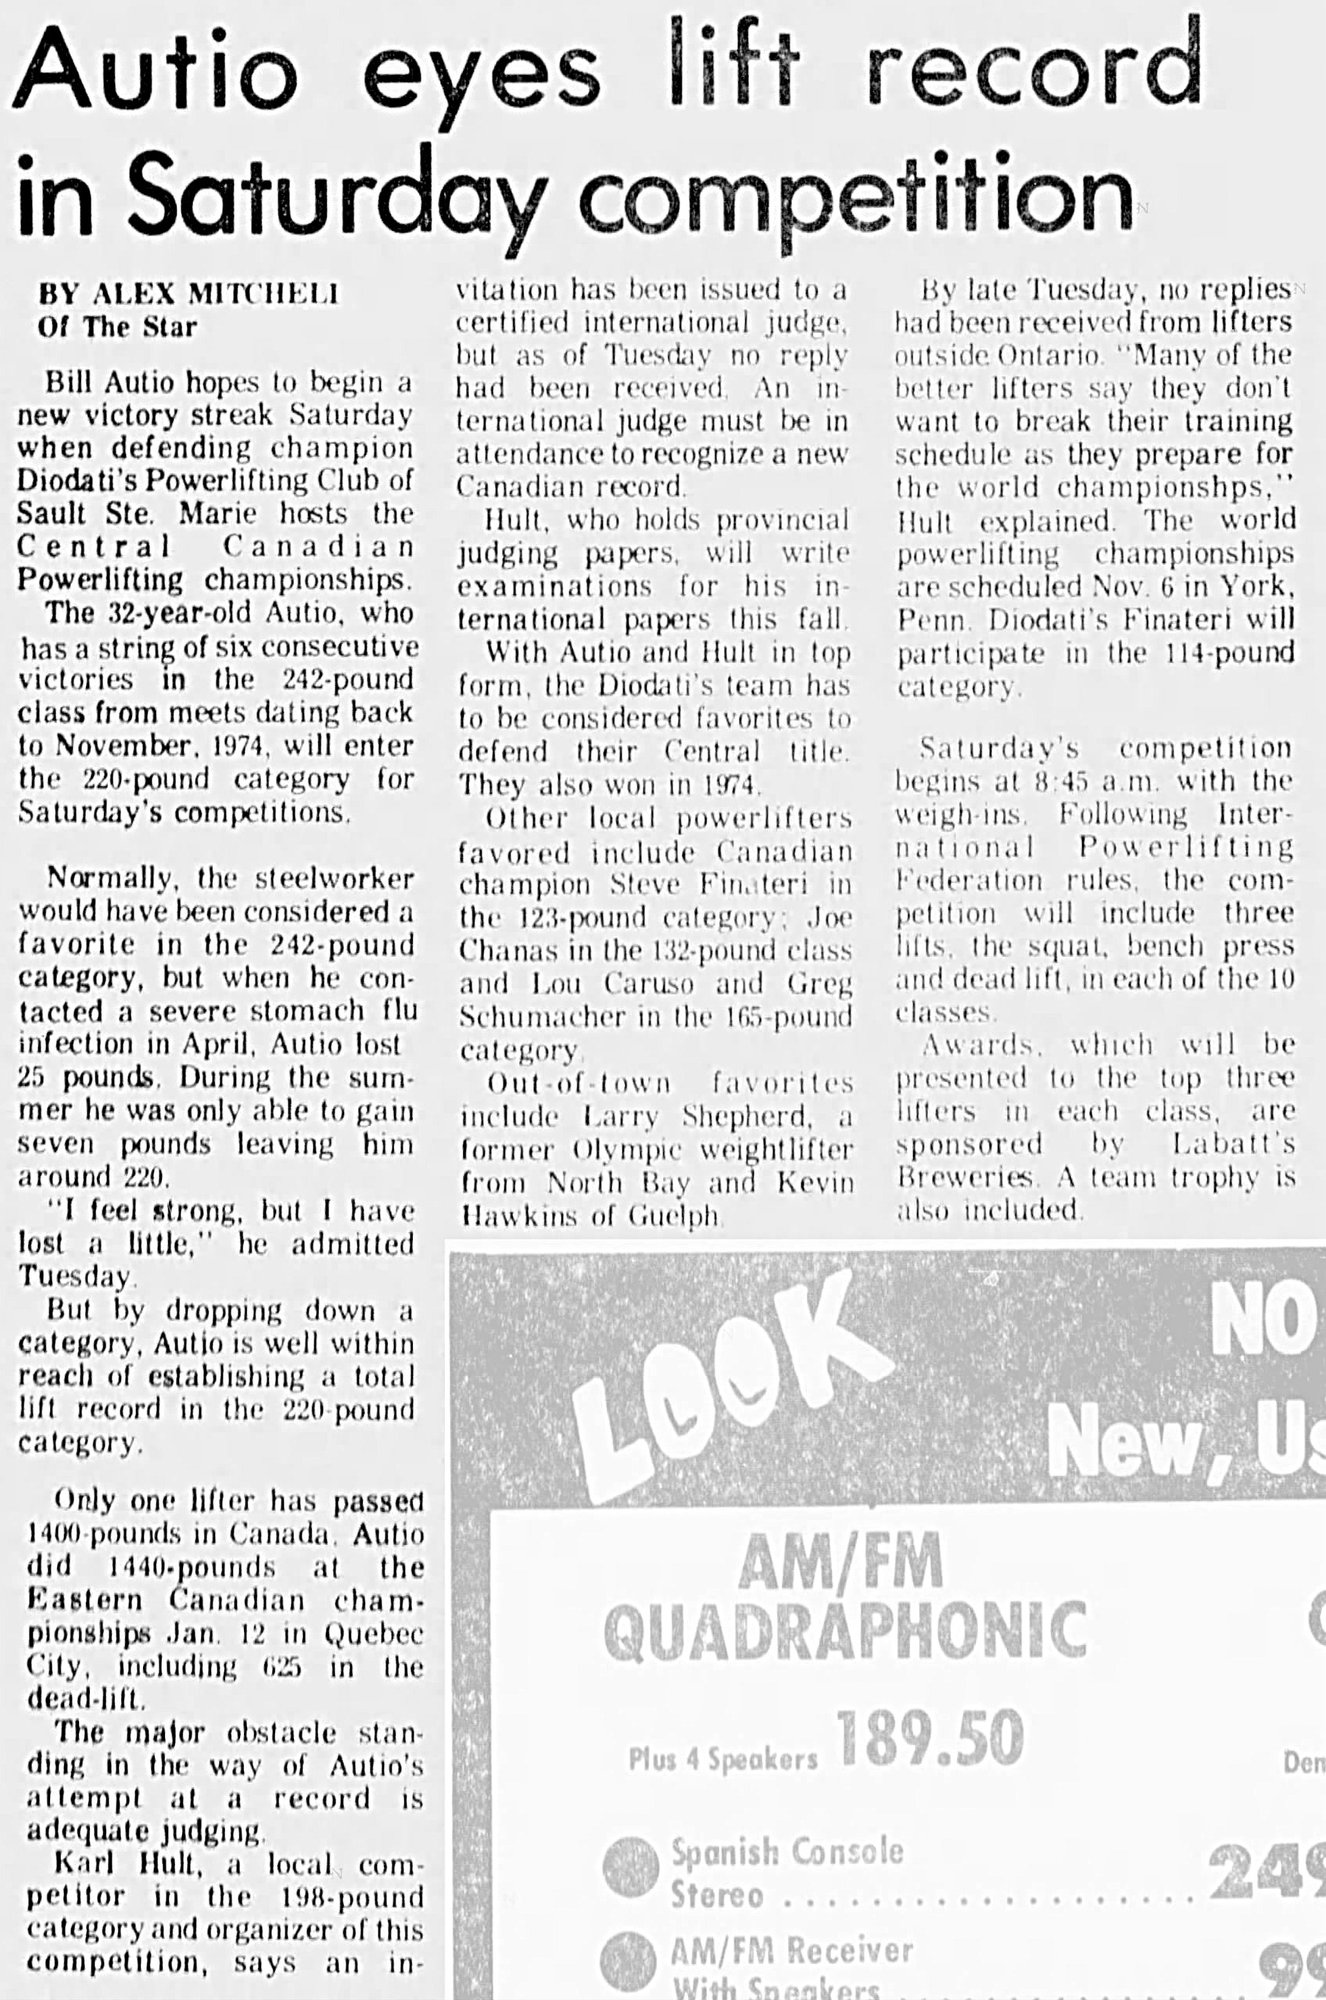 Autio eyes lift record
in Saturday competition
BY ALEX MITCHELL
Of The Star
Bill Autio hopes to begin a
new victory streak Saturday
when defending champion
Diodati's Powerlifting Club of
Sault Ste. Marie hosts the
Central Canadian
Powerlifting championships.
The 32-year-old Autio, who
has a string of six consecutive
victories in the 242-pound
class from meets dating back
to November, 1974, will enter
the 220-pound category for
Saturday's competitions.
Normally, the steelworker
would have been considered a
favorite in the 242-pound
category, but when he con-
tacted a severe stomach flu
infection in April, Autio lost
25 pounds. During the sum-
mer he was only able to gain
seven pounds leaving him
around 220.
"I feel strong, but I have
lost a little," he admitted
Tuesday.
But by dropping down a
category, Autio is well within
reach of establishing a total
lift record in the 220-pound
category.
Only one lifter has passed
1400-pounds in Canada. Autio
did 1440-pounds at the
Eastern Canadian cham-
pionships Jan. 12 in Quebec
City, including 625 in the
dead-lift.
The major obstacle stan-
ding in the way of Autio's
attempt at a record is
adequate judging.
Karl Hult, a local com-
petitor in the 198-pound
category and organizer of this
competition, says an in-
vitation has been issued to a
certified international judge,
but as of Tuesday no reply
had been received. An in-
ternational judge must be in
attendance to recognize a new
Canadian record.
Hult, who holds provincial
judging papers, will write
examinations for his in-
ternational papers this fall.
With Autio and Hult in top
form, the Diodati's team has
to be considered favorites to
defend their Central title.
They also won in 1974.
Other local powerlifters
favored include Canadian
champion Steve Finateri in
the 123-pound category; Joe
Chanas in the 132-pound class
and Lou Caruso and Greg
Schumacher in the 165-pound
category.
Out-of-town favorites
include Larry Shepherd, a
former Olympic weightlifter
from North Bay and Kevin
Hawkins of Guelph.
By late Tuesday, no replies
had been received from lifters
outside Ontario. "Many of the
better lifters say they don't
want to break their training
schedule as they prepare for
the world championshps,"
Hult explained. The world
powerlifting championships
are scheduled Nov. 6 in York,
Penn. Diodati's Finateri will
participate in the 114-pound
category.
Saturday's competition
begins at 8:45 a.m. with the
weigh-ins. Following Inter-
national Powerlifting
Federation rules, the com-
petition will include three
lifts, the squat, bench press
and dead lift, in each of the 10
classes.
Awards, which will be
presented to the top three
lifters in each class, are
sponsored by Labatt's
Breweries. A team trophy is
also included.
LOOK
NO
New, Us
AM/FM
QUADRAPHONIC
Plus 4 Speakers 189.50
Dem
Spanish Console
Stereo .................... 249
AM/FM Receiver
With Speakers ................ 99